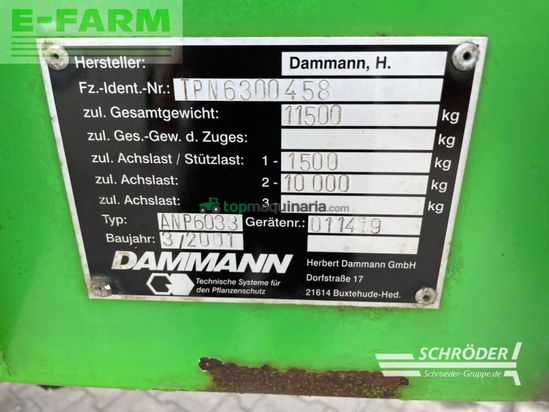 E-FARM
Hersteller: Dammann, H.
Fz.-Ident.-Nr.: TPN6300458
zul. Gesamtgewicht: 11500 kg
zul. Ges.-Gew. d. Zuges: kg
zul. Achslast / Stützlast: 1 - 1500 kg
zul. Achslast: 2 - 10 000 kg
zul. Achslast: 3 kg
topmaquinaria.com
Typ: ANP6033 Gerätenr.: 011419
Baujahr: 3/2001
DAMMANN
Technische Systeme für
den Pflanzenschutz
Herbert Dammann GmbH
Dorfstraße 17
21614 Buxtehude-Hed.
SCHRÖDER!
Schroeder-Gruppe.de